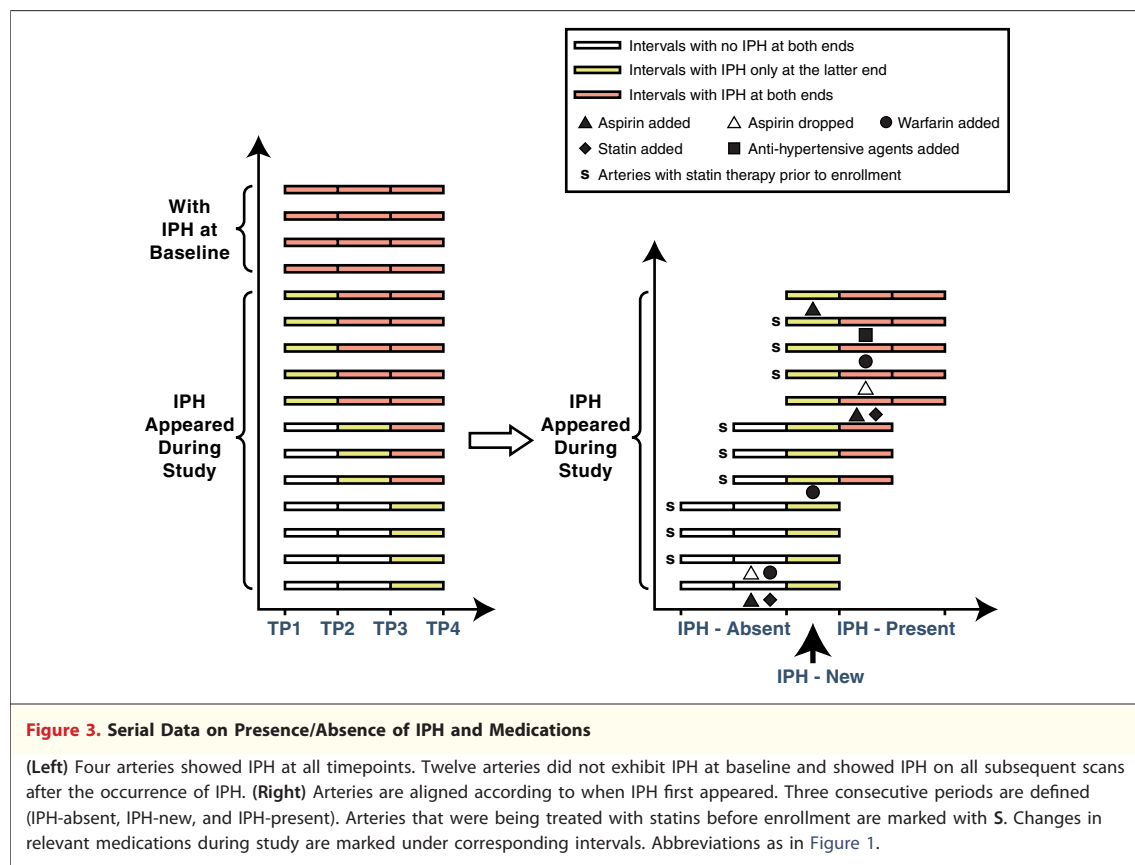 Intervals with no IPH at both ends
Intervals with IPH only at the latter end
Intervals with IPH at both ends
Aspirin added
Aspirin dropped
Warfarin added
Statin added
Anti-hypertensive agents added
S Arteries with statin therapy prior to enrollment
With
IPH at
Baseline
IPH
Appeared
During
Study
TP1 TP2 TP3 TP4
IPH
Appeared
During
Study
S
S
S
S
S
S
S
S
S
IPH - Absent IPH - Present
IPH - New
Figure 3. Serial Data on Presence/Absence of IPH and Medications
(Left) Four arteries showed IPH at all timepoints. Twelve arteries did not exhibit IPH at baseline and showed IPH on all subsequent scans
after the occurrence of IPH. (Right) Arteries are aligned according to when IPH first appeared. Three consecutive periods are defined
(IPH-absent, IPH-new, and IPH-present). Arteries that were being treated with statins before enrollment are marked with S. Changes in
relevant medications during study are marked under corresponding intervals. Abbreviations as in Figure 1.